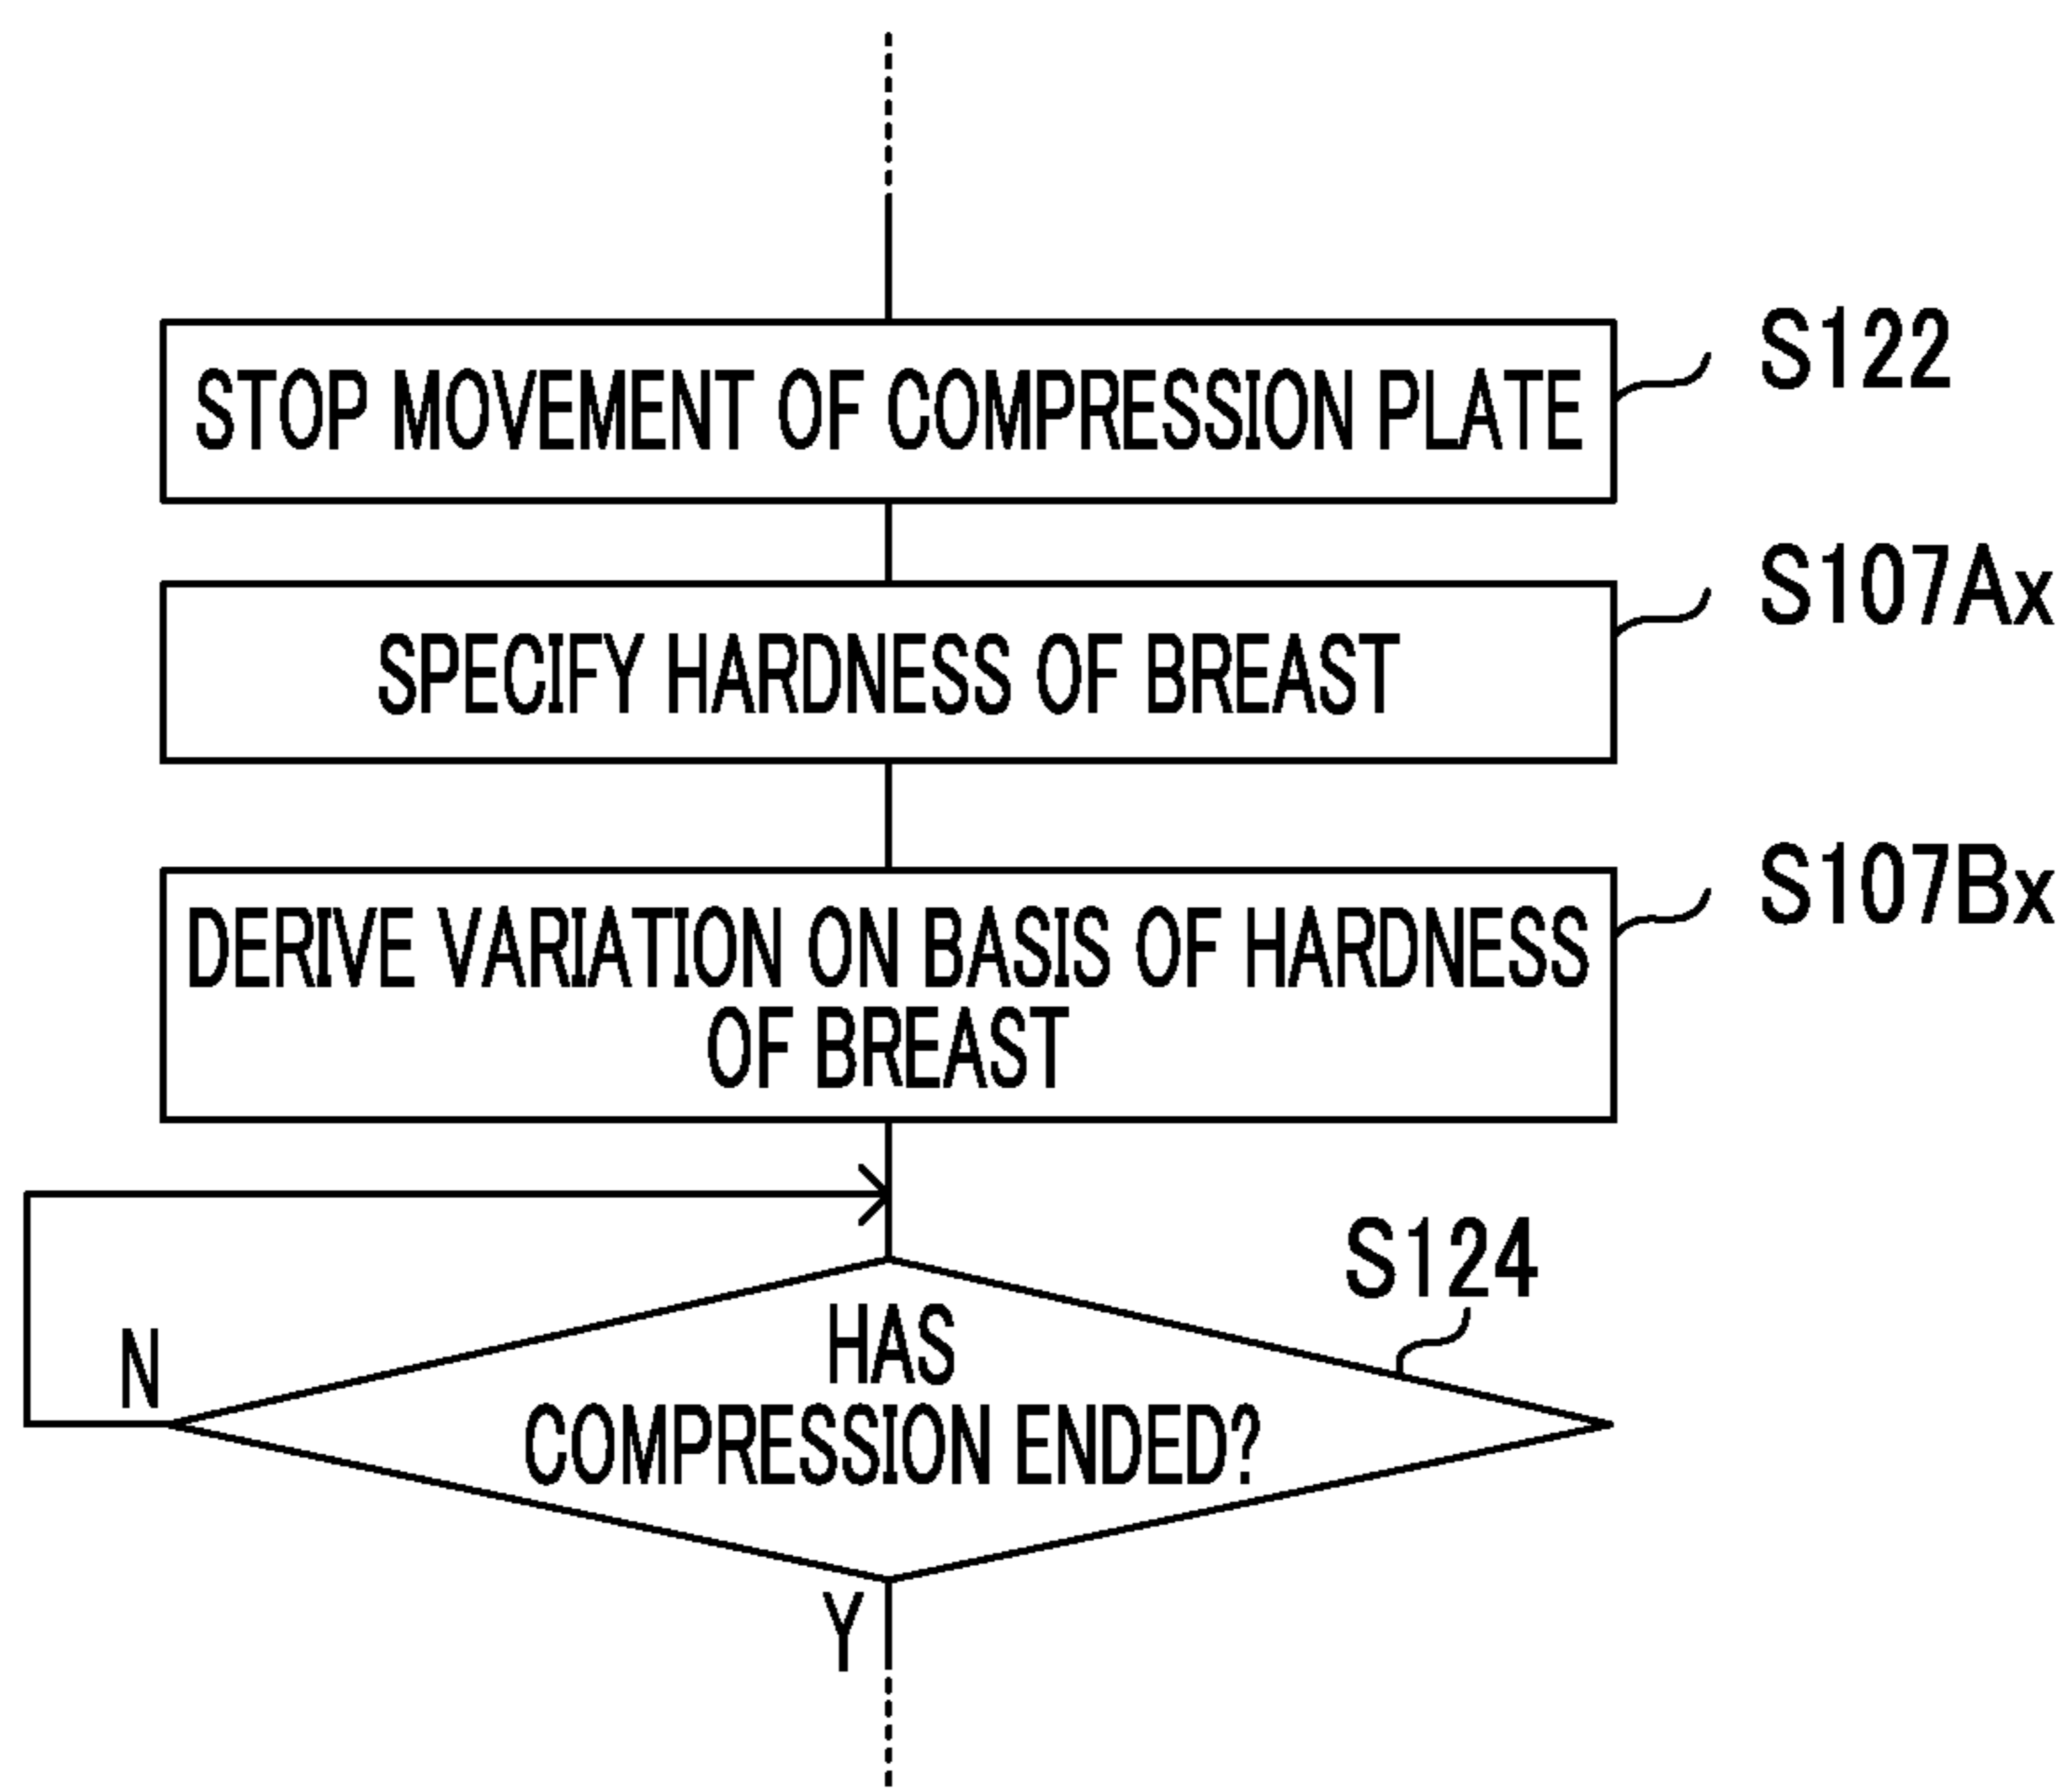 STOP MOVEMENT OF COMPRESSION PLATE
S122
SPECIFY HARDNESS OF BREAST
S107Ax
DERIVE VARIATION ON BASIS OF HARDNESS
OF BREAST
S107Bx
S124
HAS
COMPRESSION ENDED?
N
Y